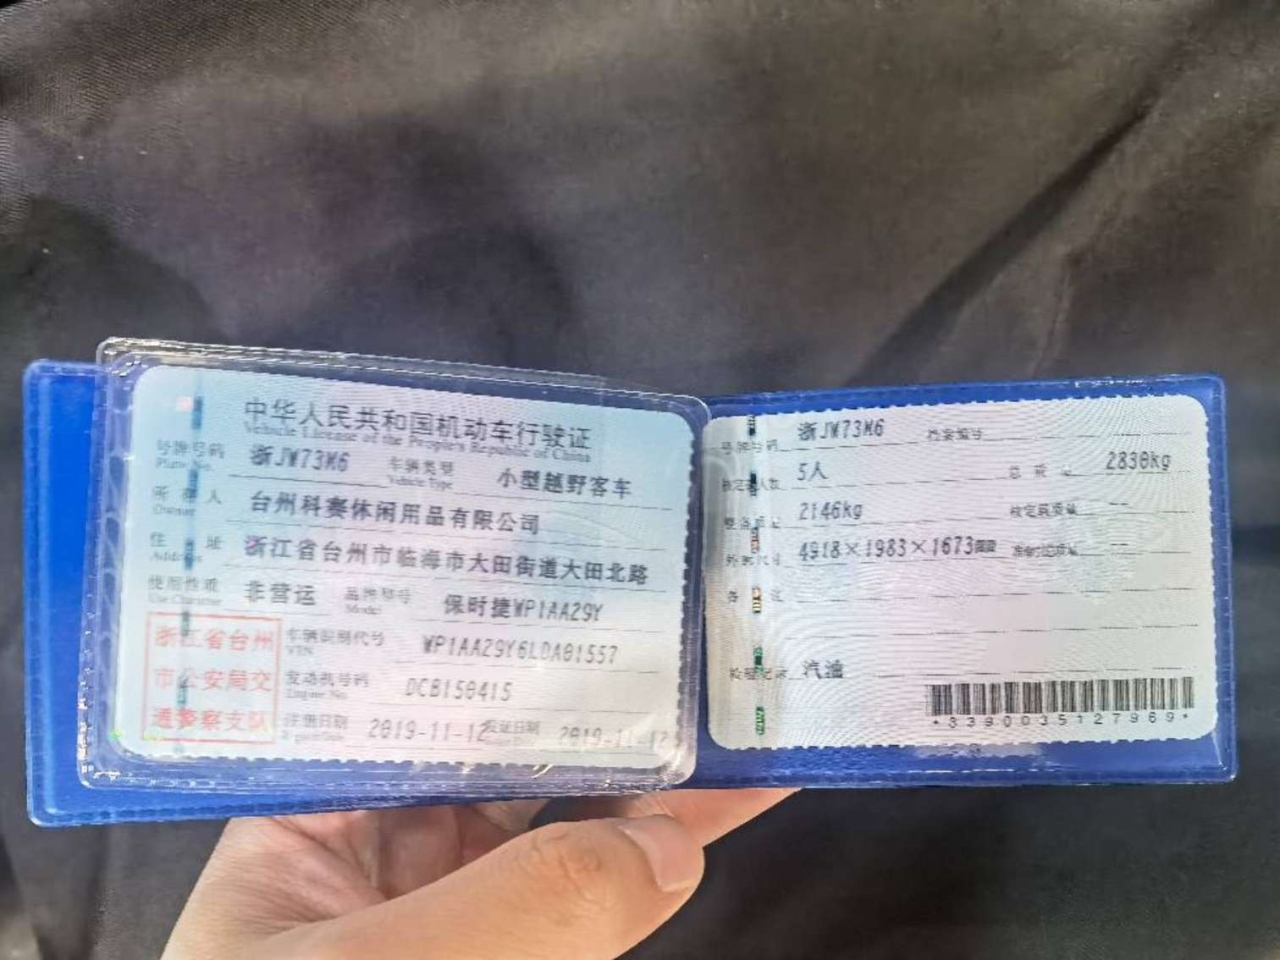 中华人民共和国机动车行驶证
Vehicle License of the People's Republic of China
号牌号码 浙JW73M6 车辆类型 小型越野客车
Plate No. Vehicle Type
所有人 台州科赛休闲用品有限公司
Owner
住址 浙江省台州市临海市大田街道大田北路
Address
使用性质 非营运 品牌型号 保时捷WP1AA29Y
Use Character Model
浙江省台州
市公安局交
通警察支队
车辆识别代号 WP1AA29Y6LDA01557
VIN
发动机号码 DCB150415
Engine No.
注册日期 2019-11-12 发证日期 2019-11-12
号牌号码 浙JW73M6 档案编号
核定人数 5人 总质量 2830kg
整备质量 2146kg 核定载质量
外廓尺寸 4918×1983×1673mm 准牵引总质量
备注
检验记录 汽油
*3390035127969*